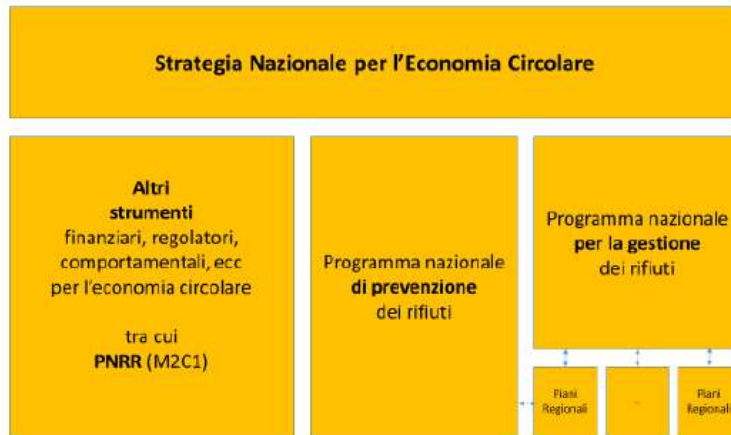 Strategia Nazionale per l'Economia Circolare
Altri
strumenti
finanziari, regolatori,
comportamentali, ecc
per l'economia circolare
tra cui
PNRR (M2C1)
Programma nazionale
di prevenzione
dei rifiuti
Programma nazionale
per la gestione
dei rifiuti
Piani
Regionali
...
Piani
Regionali